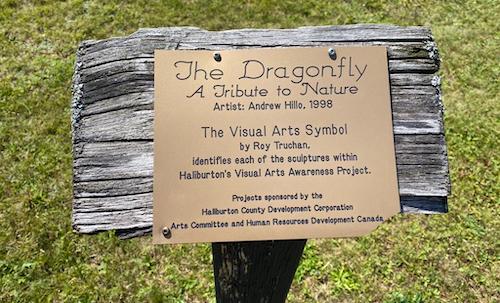 The Dragonfly
A Tribute to Nature
Artist: Andrew Hillo, 1998
The Visual Arts Symbol
by Roy Truchan,
identifies each of the sculptures within
Haliburton's Visual Arts Awareness Project.
Projects sponsored by the
Haliburton County Development Corporation
Arts Committee and Human Resources Development Canada